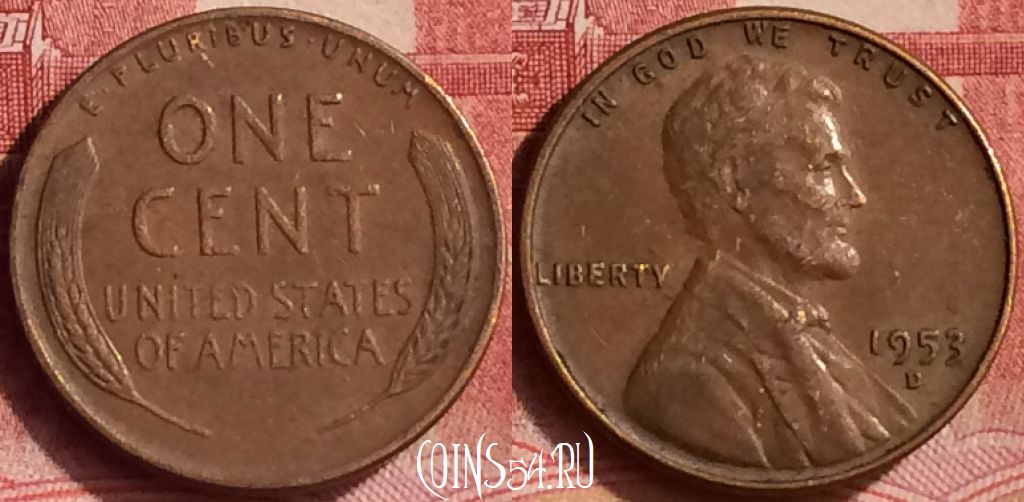 E·PLURIBUS·UNUM
ONE
CENT
UNITED STATES
OF AMERICA
IN GOD WE TRUST
LIBERTY
1953
D
COINS54.RU